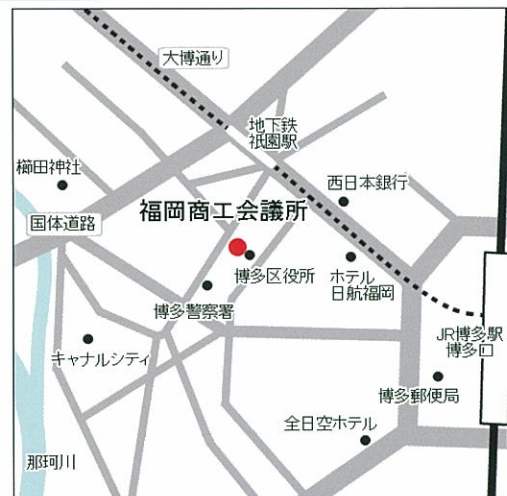 大博通り
地下鉄
祇園駅
櫛田神社
西日本銀行
福岡商工会議所
国体道路
博多区役所
ホテル
日航福岡
博多警察署
JR博多駅
博多口
キャナルシティ
博多郵便局
全日空ホテル
那珂川